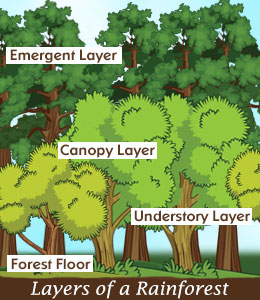 Emergent Layer
Canopy Layer
Understory Layer
Forest Floor
Layers of a Rainforest